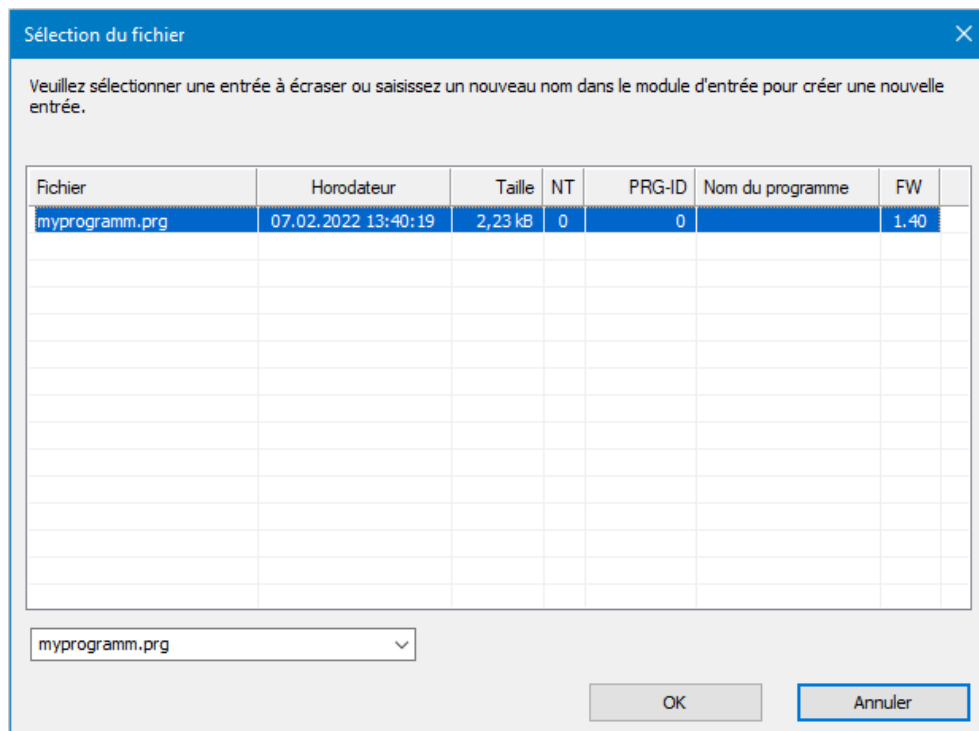 Sélection du fichier
Veuillez sélectionner une entrée à écraser ou saisissez un nouveau nom dans le module d'entrée pour créer une nouvelle
entrée.
Fichier Horodateur Taille NT PRG-ID Nom du programme FW
myprogramm.prg 07.02.2022 13:40:19 2,23 kB 0 0 1.40
myprogramm.prg
OK Annuler